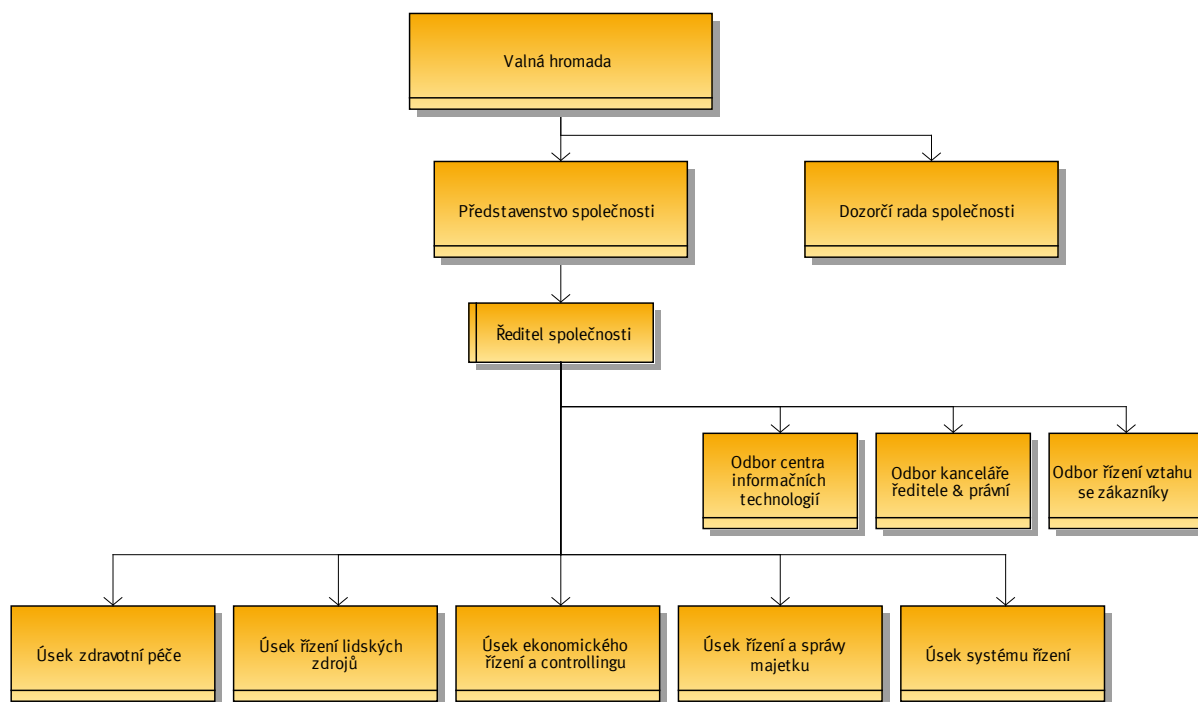 Valná hromada
Představenstvo společnosti
Dozorčí rada společnosti
Ředitel společnosti
Odbor centra
informačních
technologií
Odbor kanceláře
ředitele & právní
Odbor řízení vztahu
se zákazníky
Úsek zdravotní péče
Úsek řízení lidských
zdrojů
Úsek ekonomického
řízení a controllingu
Úsek řízení a správy
majetku
Úsek systému řízení